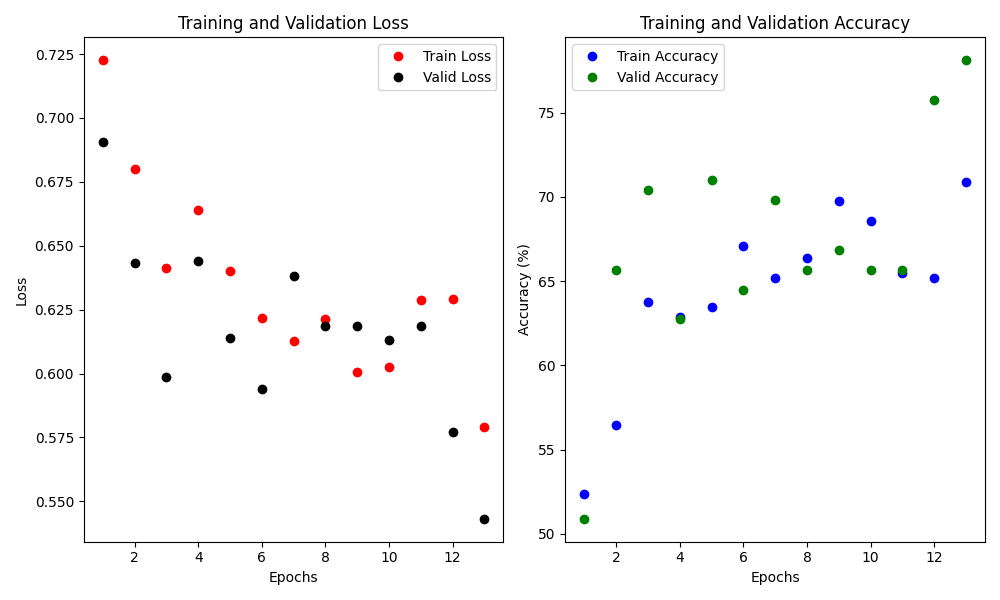 Training and Validation Loss
Train Loss
Valid Loss
0.725
0.700
0.675
0.650
0.625
0.600
0.575
0.550
Loss
2 4 6 8 10 12
Epochs
Training and Validation Accuracy
Train Accuracy
Valid Accuracy
75
70
65
60
55
50
Accuracy (%)
2 4 6 8 10 12
Epochs